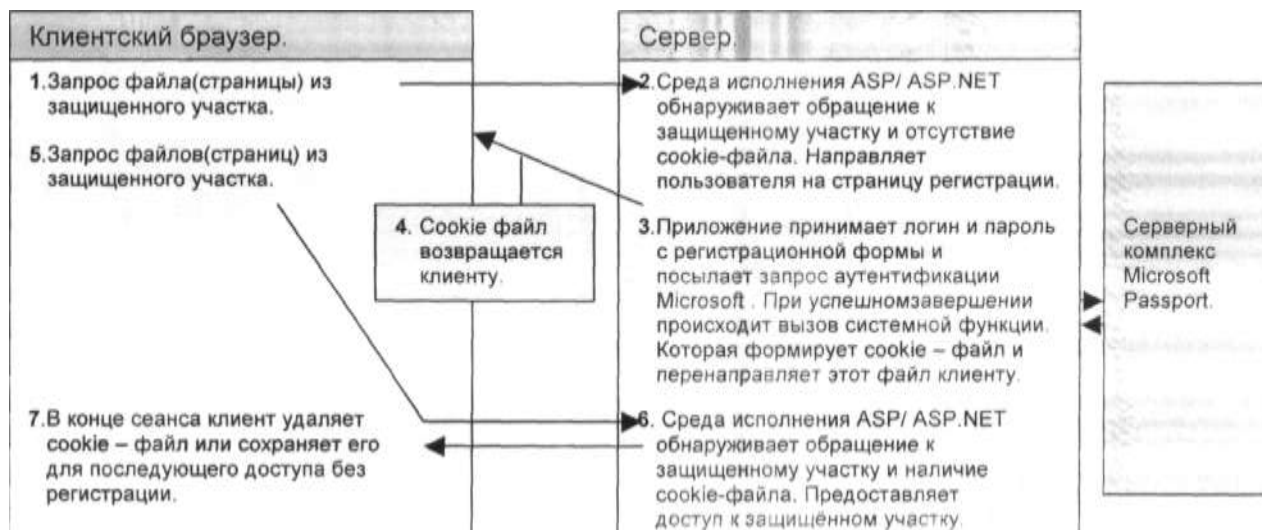 Клиентский браузер.
1.Запрос файла(страницы) из
защищенного участка.
5.Запрос файлов(страниц) из
защищенного участка.
4. Cookie файл
возвращается
клиенту.
7.В конце сеанса клиент удаляет
cookie – файл или сохраняет его
для последующего доступа без
регистрации.
Сервер.
2.Среда исполнения ASP/ ASP.NET
обнаруживает обращение к
защищенному участку и отсутствие
cookie-файла. Направляет
пользователя на страницу регистрации.
3.Приложение принимает логин и пароль
с регистрационной формы и
посылает запрос аутентификации
Microsoft . При успешномзавершении
происходит вызов системной функции.
Которая формирует cookie – файл и
перенаправляет этот файл клиенту.
6. Среда исполнения ASP/ ASP.NET
обнаруживает обращение к
защищенному участку и наличие
cookie-файла. Предоставляет
доступ к защищённом участку.
Серверный
комплекс
Microsoft
Passport.